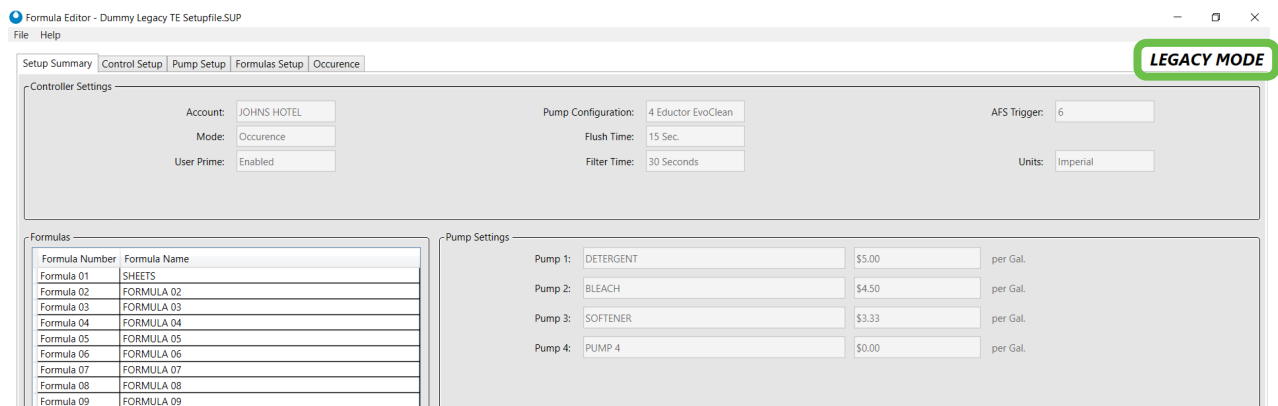 Formula Editor - Dummy Legacy TE Setupfile.SUP
File Help
Setup Summary Control Setup Pump Setup Formulas Setup Occurence
LEGACY MODE
Controller Settings
Account: JOHNS HOTEL Pump Configuration: 4 Eductor EvoClean AFS Trigger: 6
Mode: Occurence Flush Time: 15 Sec.
User Prime: Enabled Filter Time: 30 Seconds Units: Imperial
Formulas
Formula Number Formula Name
Formula 01 SHEETS
Formula 02 FORMULA 02
Formula 03 FORMULA 03
Formula 04 FORMULA 04
Formula 05 FORMULA 05
Formula 06 FORMULA 06
Formula 07 FORMULA 07
Formula 08 FORMULA 08
Formula 09 FORMULA 09
Pump Settings
Pump 1: DETERGENT $5.00 per Gal.
Pump 2: BLEACH $4.50 per Gal.
Pump 3: SOFTENER $3.33 per Gal.
Pump 4: PUMP 4 $0.00 per Gal.